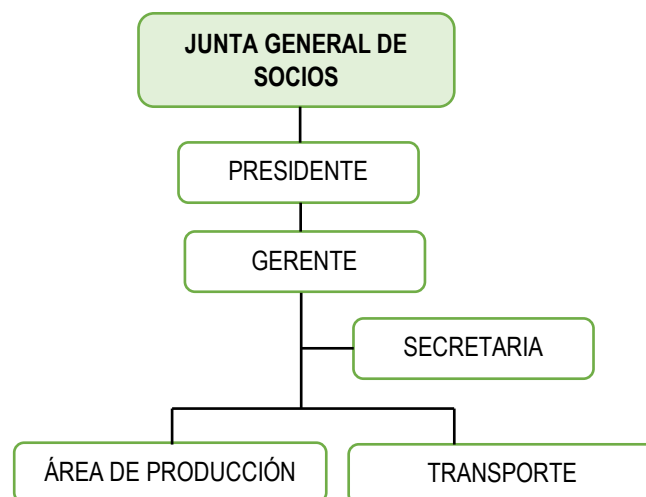 JUNTA GENERAL DE
SOCIOS
PRESIDENTE
GERENTE
SECRETARIA
ÁREA DE PRODUCCIÓN
TRANSPORTE